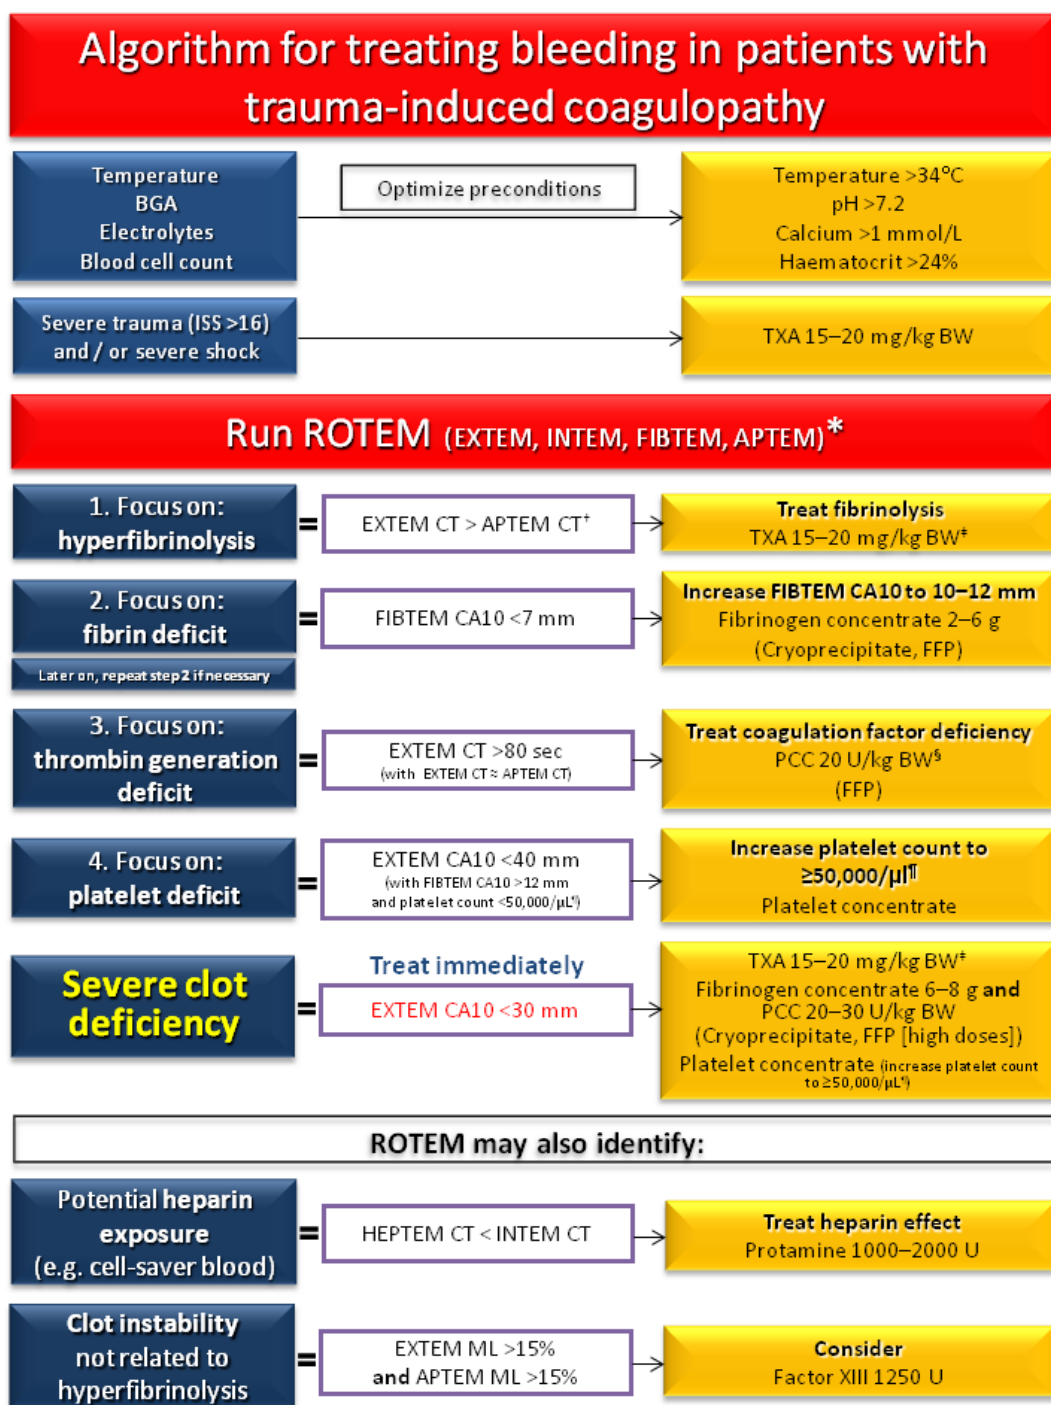 Algorithm for treating bleeding in patients with
trauma-induced coagulopathy
Temperature
BGA
Electrolytes
Blood cell count
Optimize preconditions
Temperature >34°C
pH >7.2
Calcium >1 mmol/L
Haematocrit >24%
Severe trauma (ISS >16)
and / or severe shock
TXA 15–20 mg/kg BW
Run ROTEM (EXTEM, INTEM, FIBTEM, APTEM)*
1. Focus on:
hyperfibrinolysis
=
EXTEM CT > APTEM CT†
Treat fibrinolysis
TXA 15–20 mg/kg BW‡
2. Focus on:
fibrin deficit
Later on, repeat step 2 if necessary
=
FIBTEM CA10 <7 mm
Increase FIBTEM CA10 to 10–12 mm
Fibrinogen concentrate 2–6 g
(Cryoprecipitate, FFP)
3. Focus on:
thrombin generation
deficit
=
EXTEM CT >80 sec
(with EXTEM CT ≈ APTEM CT)
Treat coagulation factor deficiency
PCC 20 U/kg BW§
(FFP)
4. Focus on:
platelet deficit
=
EXTEM CA10 <40 mm
(with FIBTEM CA10 >12 mm
and platelet count <50,000/µL¶)
Increase platelet count to
≥50,000/µl¶
Platelet concentrate
Severe clot
deficiency
=
Treat immediately
EXTEM CA10 <30 mm
TXA 15–20 mg/kg BW‡
Fibrinogen concentrate 6–8 g and
PCC 20–30 U/kg BW
(Cryoprecipitate, FFP [high doses])
Platelet concentrate (increase platelet count
to ≥50,000/µL¶)
ROTEM may also identify:
Potential heparin
exposure
(e.g. cell-saver blood)
=
HEPTEM CT < INTEM CT
Treat heparin effect
Protamine 1000–2000 U
Clot instability
not related to
hyperfibrinolysis
=
EXTEM ML >15%
and APTEM ML >15%
Consider
Factor XIII 1250 U